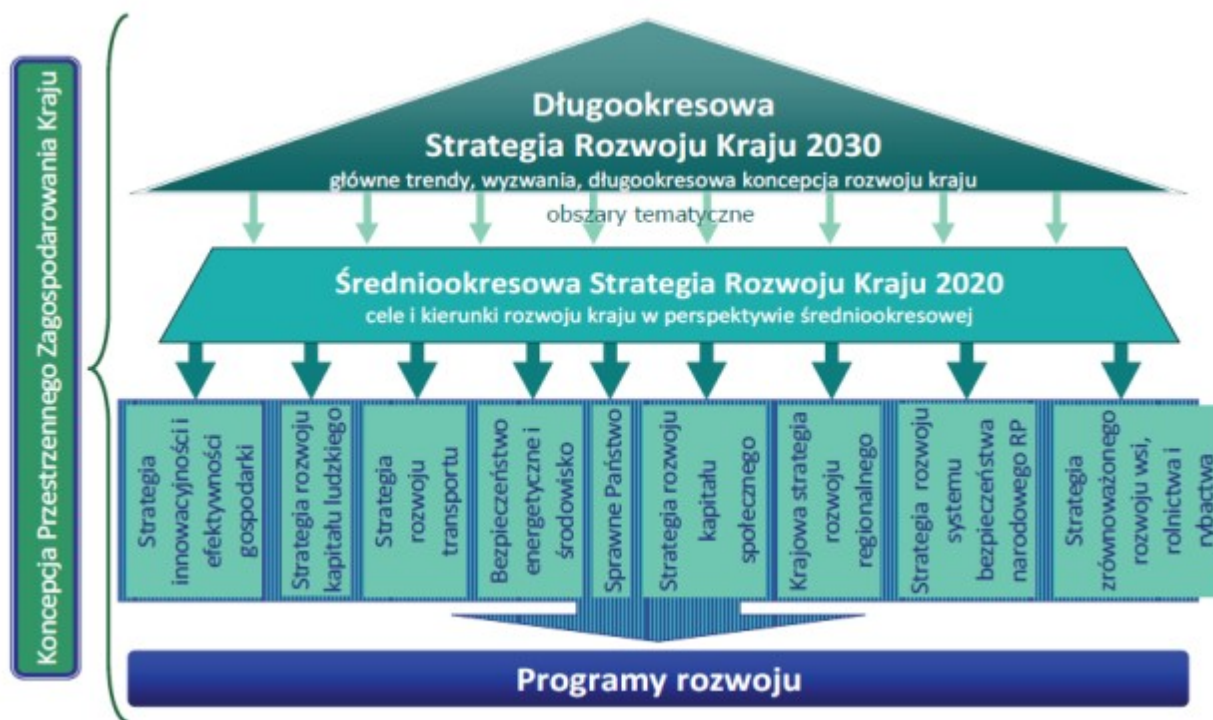 Koncepcja Przestrzennego Zagospodarowania Kraju
Długookresowa
Strategia Rozwoju Kraju 2030
główne trendy, wyzwania, długookresowa koncepcja rozwoju kraju
obszary tematyczne
Średniookresowa Strategia Rozwoju Kraju 2020
cele i kierunki rozwoju kraju w perspektywie średniookresowej
Strategia
innowacyjności i
efektywności
gospodarki
Strategia rozwoju
kapitału ludzkiego
Strategia
rozwoju
transportu
Bezpieczeństwo
energetyczne i
środowisko
Sprawne Państwo
Strategia rozwoju
kapitału
społecznego
Krajowa strategia
rozwoju
regionalnego
Strategia rozwoju
systemu
bezpieczeństwa
narodowego RP
Strategia
zrównoważonego
rozwoju wsi,
rolnictwa i
rybactwa
Programy rozwoju